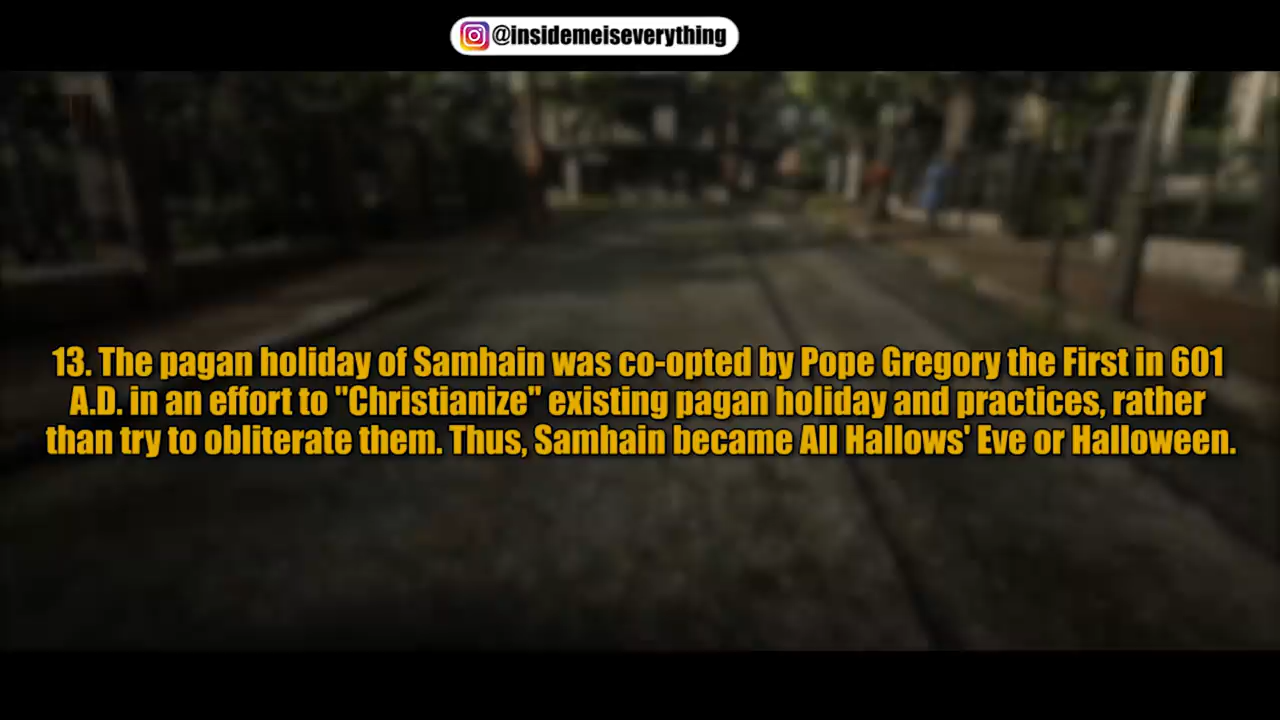 @insidemeiseverything
13. The pagan holiday of Samhain was co-opted by Pope Gregory the First in 601
A.D. in an effort to "Christianize" existing pagan holiday and practices, rather
than try to obliterate them. Thus, Samhain became All Hallows' Eve or Halloween.